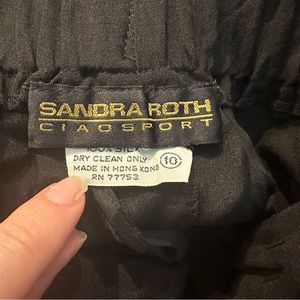 SANDRA ROTH
CIAOSPORT
100% SILK
DRY CLEAN ONLY
MADE IN HONG KONG
RN 77753
10